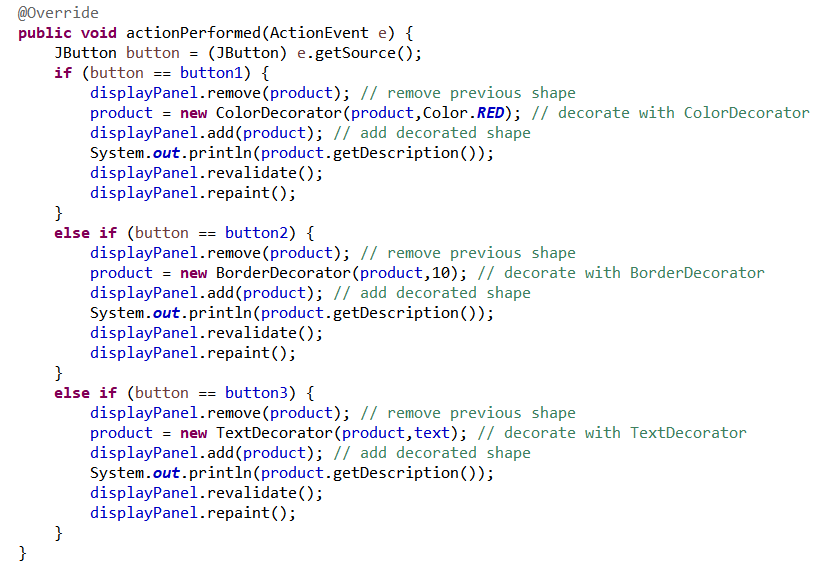 @Override
public void actionPerformed(ActionEvent e) {
    JButton button = (JButton) e.getSource();
    if (button == button1) {
        displayPanel.remove(product); // remove previous shape
        product = new ColorDecorator(product,Color.RED); // decorate with ColorDecorator
        displayPanel.add(product); // add decorated shape
        System.out.println(product.getDescription());
        displayPanel.revalidate();
        displayPanel.repaint();
    }
    else if (button == button2) {
        displayPanel.remove(product); // remove previous shape
        product = new BorderDecorator(product,10); // decorate with BorderDecorator
        displayPanel.add(product); // add decorated shape
        System.out.println(product.getDescription());
        displayPanel.revalidate();
        displayPanel.repaint();
    }
    else if (button == button3) {
        displayPanel.remove(product); // remove previous shape
        product = new TextDecorator(product,text); // decorate with TextDecorator
        displayPanel.add(product); // add decorated shape
        System.out.println(product.getDescription());
        displayPanel.revalidate();
        displayPanel.repaint();
    }
}